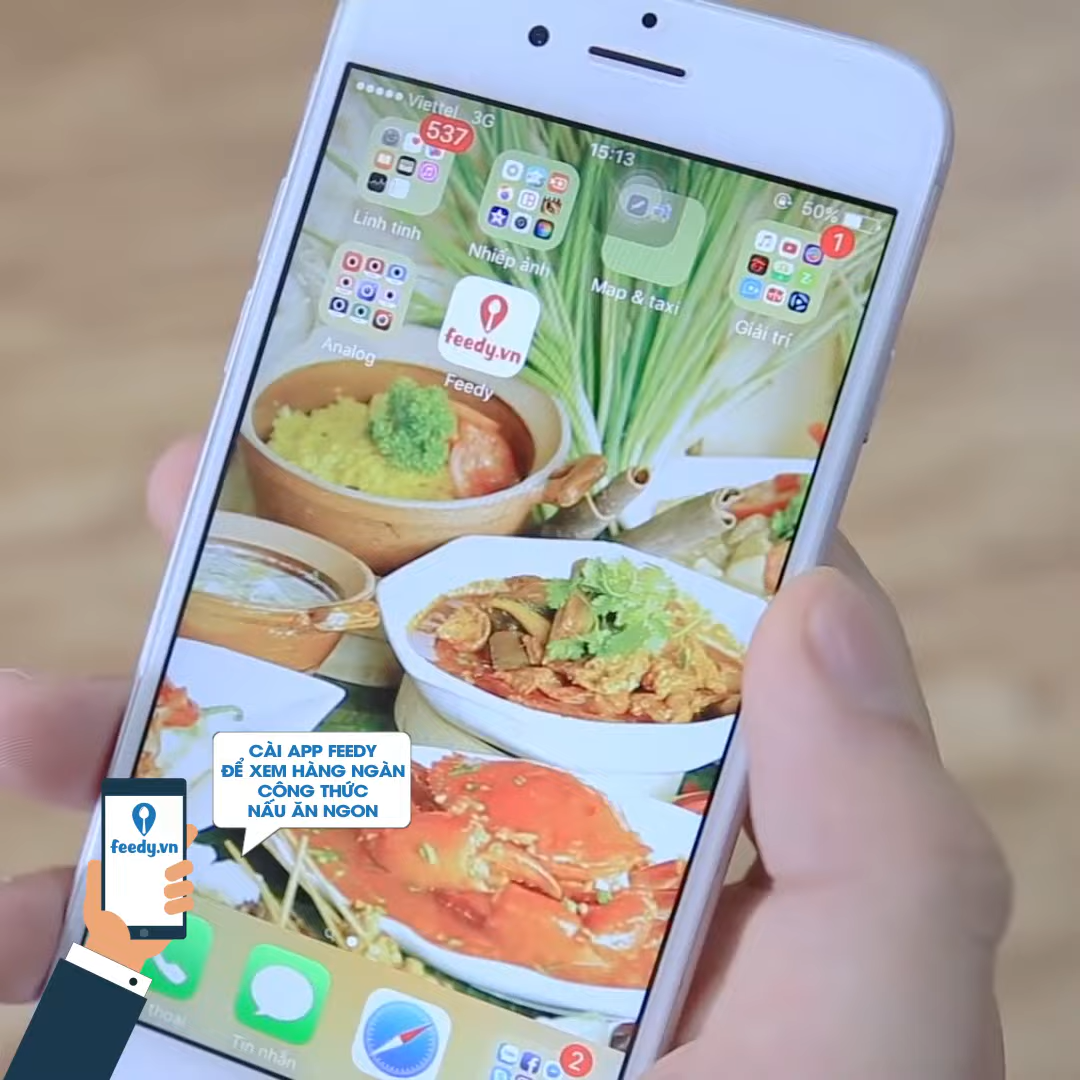 Viettel 3G
15:13
50%
537
1
Linh tinh
Nhiếp ảnh
Map & taxi
Giải trí
feedy.vn
Analog
Feedy
CÀI APP FEEDY
ĐỂ XEM HÀNG NGÀN
CÔNG THỨC
NẤU ĂN NGON
feedy.vn
thoại
Tin nhắn
2